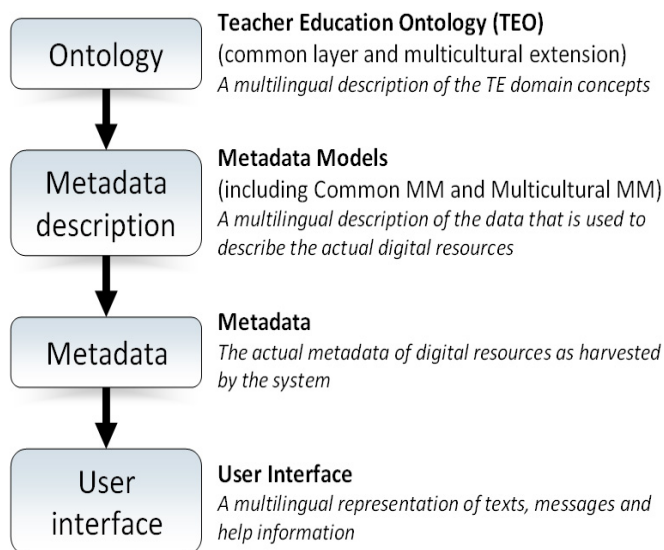 Ontology
Teacher Education Ontology (TEO)
(common layer and multicultural extension)
A multilingual description of the TE domain concepts
Metadata
description
Metadata Models
(including Common MM and Multicultural MM)
A multilingual description of the data that is used to
describe the actual digital resources
Metadata
Metadata
The actual metadata of digital resources as harvested
by the system
User
interface
User Interface
A multilingual representation of texts, messages and
help information